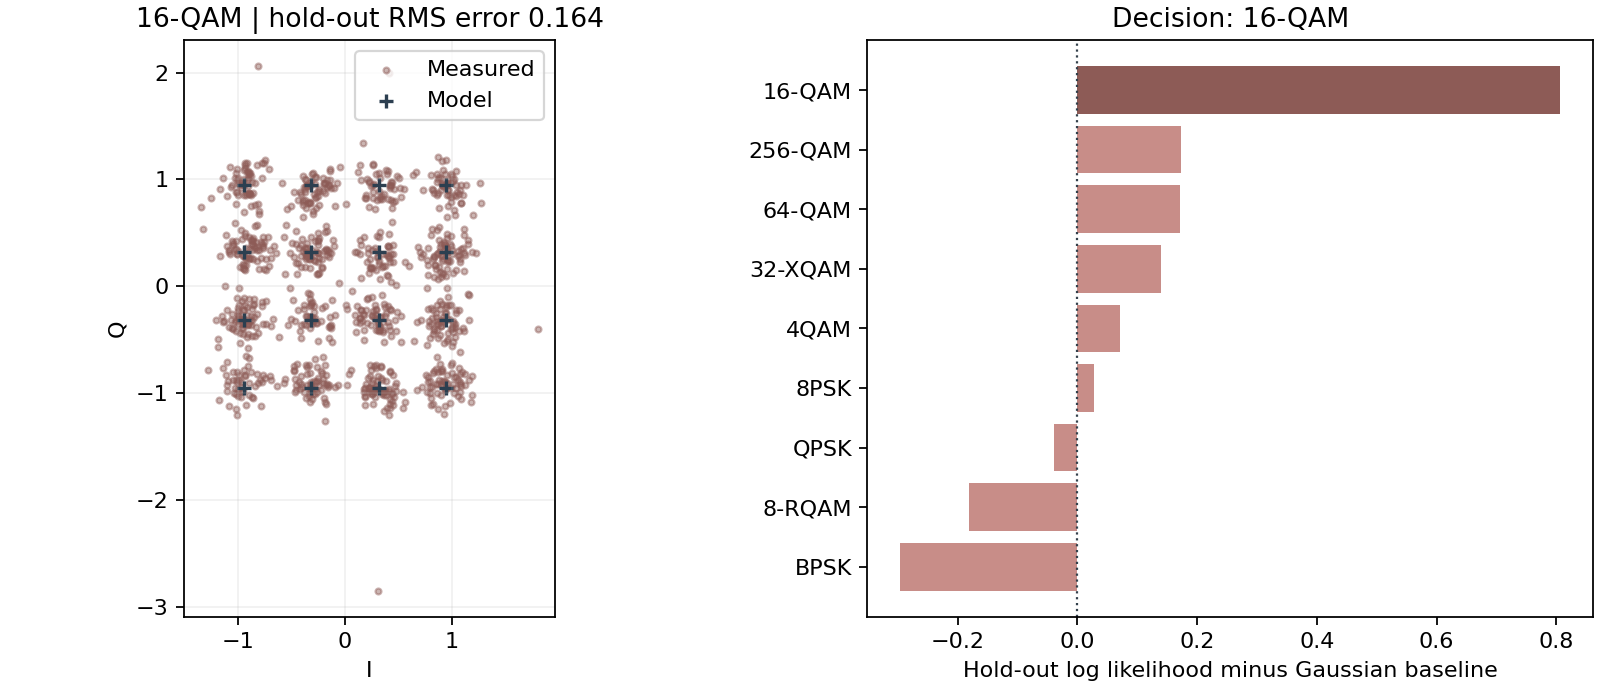 16-QAM | hold-out RMS error 0.164
Measured
Model
2
1
0
−1
−2
−3
Q
−1
0
1
I
Decision: 16-QAM
16-QAM
256-QAM
64-QAM
32-XQAM
4QAM
8PSK
QPSK
8-RQAM
BPSK
−0.2
0.0
0.2
0.4
0.6
0.8
Hold-out log likelihood minus Gaussian baseline